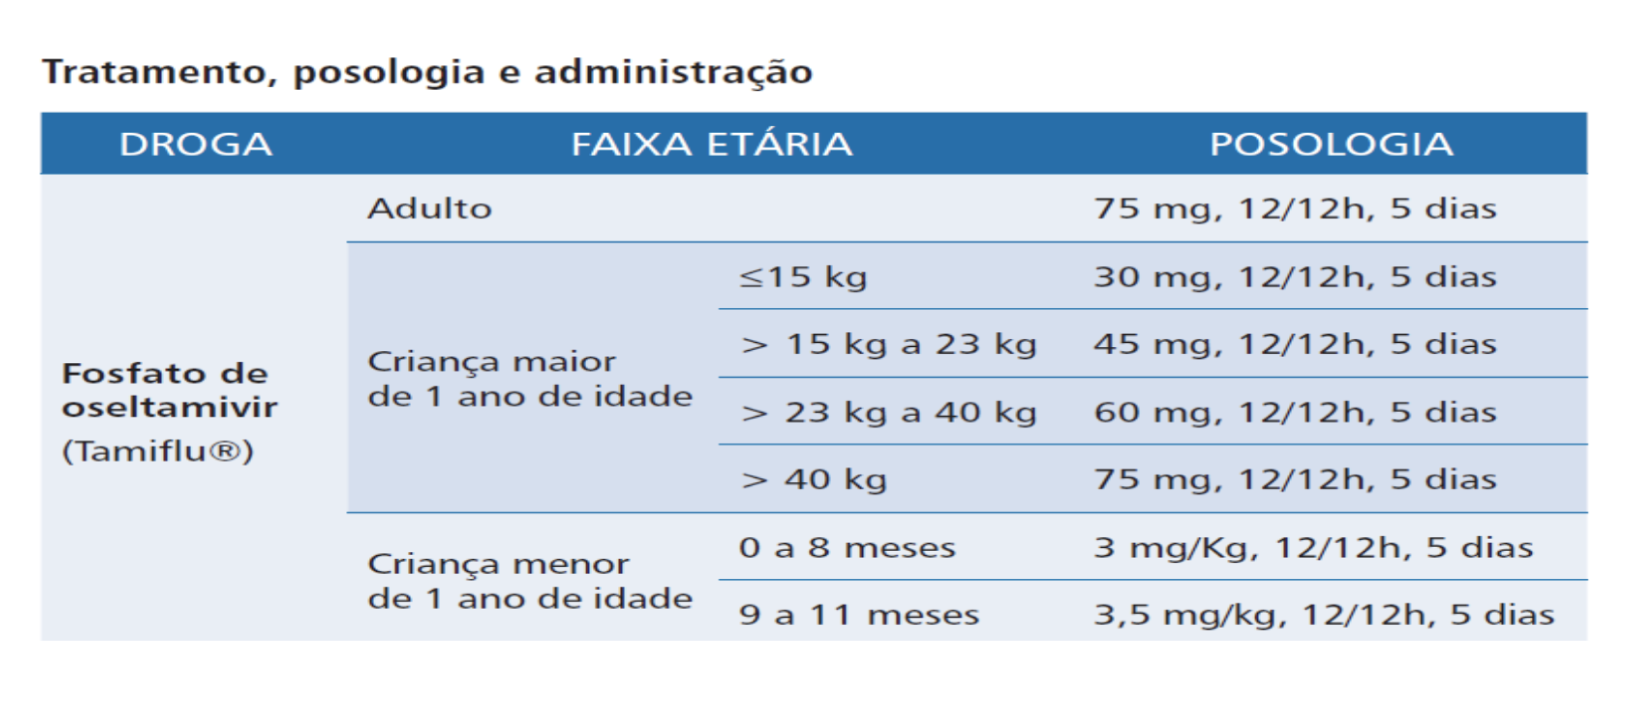 Tratamento, posologia e administração
DROGA FAIXA ETÁRIA POSOLOGIA
Fosfato de
oseltamivir
(Tamiflu®)
Adulto 75 mg, 12/12h, 5 dias
Criança maior
de 1 ano de idade
≤15 kg 30 mg, 12/12h, 5 dias
> 15 kg a 23 kg 45 mg, 12/12h, 5 dias
> 23 kg a 40 kg 60 mg, 12/12h, 5 dias
> 40 kg 75 mg, 12/12h, 5 dias
Criança menor
de 1 ano de idade
0 a 8 meses 3 mg/Kg, 12/12h, 5 dias
9 a 11 meses 3,5 mg/kg, 12/12h, 5 dias